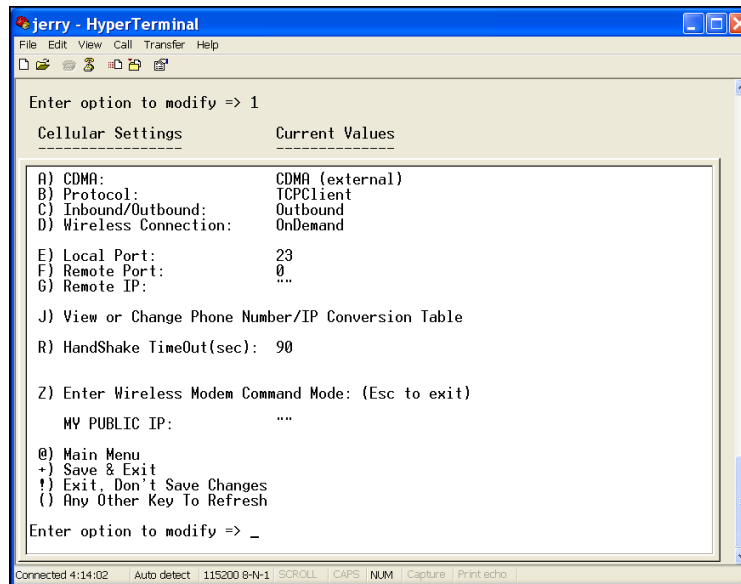 jerry - HyperTerminal
File Edit View Call Transfer Help
Enter option to modify => 1
Cellular Settings Current Values
----------------- --------------
A) CDMA: CDMA (external)
B) Protocol: TCPClient
C) Inbound/Outbound: Outbound
D) Wireless Connection: OnDemand
E) Local Port: 23
F) Remote Port: 0
G) Remote IP: ""
J) View or Change Phone Number/IP Conversion Table
R) HandShake TimeOut(sec): 90
Z) Enter Wireless Modem Command Mode: (Esc to exit)
MY PUBLIC IP: ""
@) Main Menu
+) Save & Exit
!) Exit, Don't Save Changes
() Any Other Key To Refresh
Enter option to modify => _
Connected 4:14:02 Auto detect 115200 8-N-1 SCROLL CAPS NUM Capture Print echo